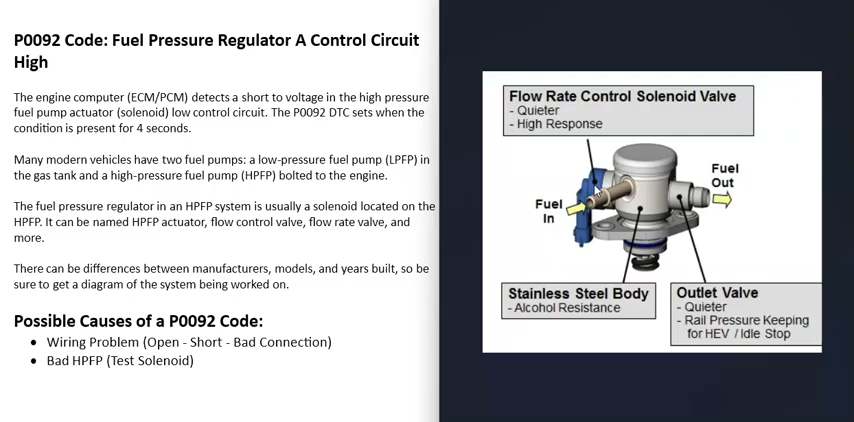 P0092 Code: Fuel Pressure Regulator A Control Circuit
High
The engine computer (ECM/PCM) detects a short to voltage in the high pressure
fuel pump actuator (solenoid) low control circuit. The P0092 DTC sets when the
condition is present for 4 seconds.
Many modern vehicles have two fuel pumps: a low-pressure fuel pump (LPFP) in
the gas tank and a high-pressure fuel pump (HPFP) bolted to the engine.
The fuel pressure regulator in an HPFP system is usually a solenoid located on the
HPFP. It can be named HPFP actuator, flow control valve, flow rate valve, and
more.
There can be differences between manufacturers, models, and years built, so be
sure to get a diagram of the system being worked on.
Possible Causes of a P0092 Code:
• Wiring Problem (Open - Short - Bad Connection)
• Bad HPFP (Test Solenoid)
Flow Rate Control Solenoid Valve
- Quieter
- High Response
Fuel
In
Fuel
Out
Stainless Steel Body
- Alcohol Resistance
Outlet Valve
- Quieter
- Rail Pressure Keeping
for HEV / Idle Stop